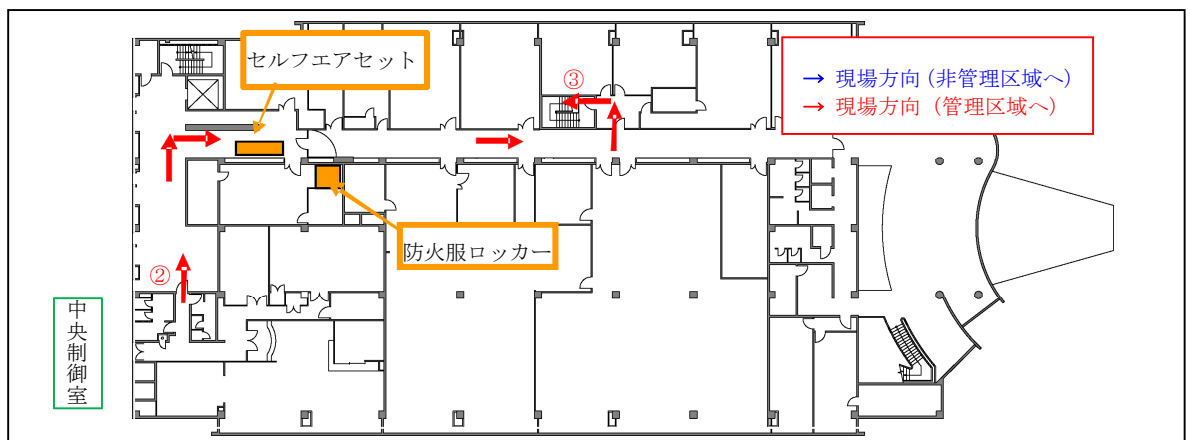 セルフエアセット
③
→ 現場方向 (非管理区域へ)
→ 現場方向 (管理区域へ)
防火服ロッカー
②
中央制御室